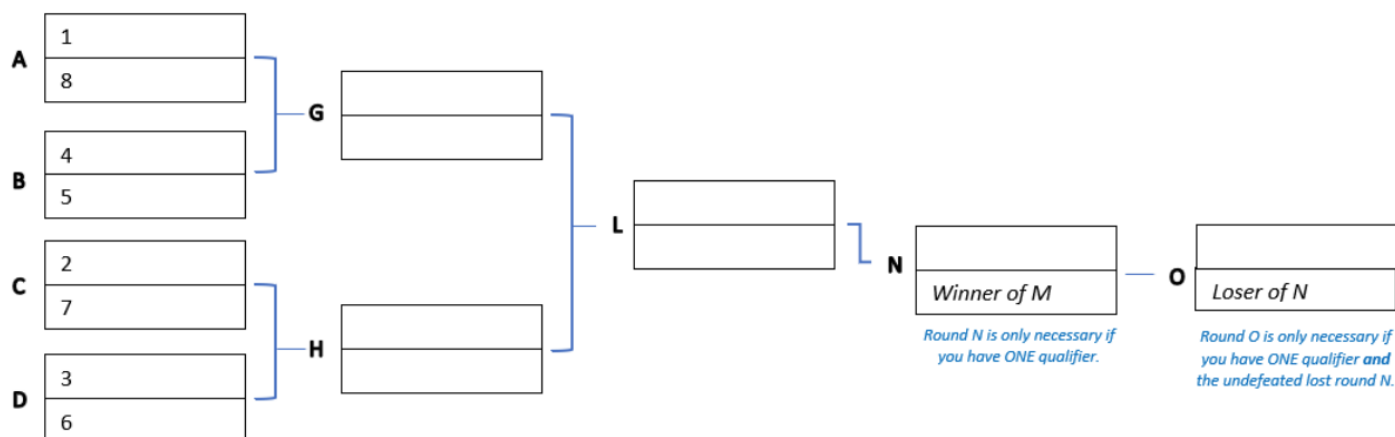 A
1
8
B
4
5
C
2
7
D
3
6
G
H
L
N
Winner of M
Round N is only necessary if
you have ONE qualifier.
O
Loser of N
Round O is only necessary if
you have ONE qualifier and
the undefeated lost round N.